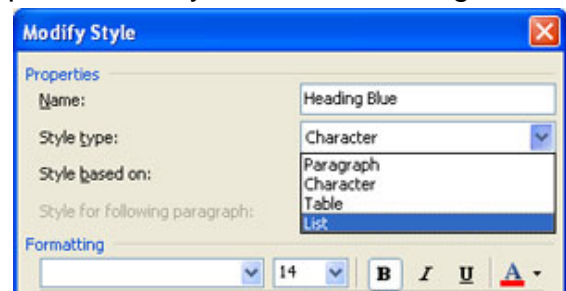 Modify Style
Properties
Name: Heading Blue
Style type: Character
Style based on: Paragraph
Character
Table
Style for following paragraph: List
Formatting
14 B I U A